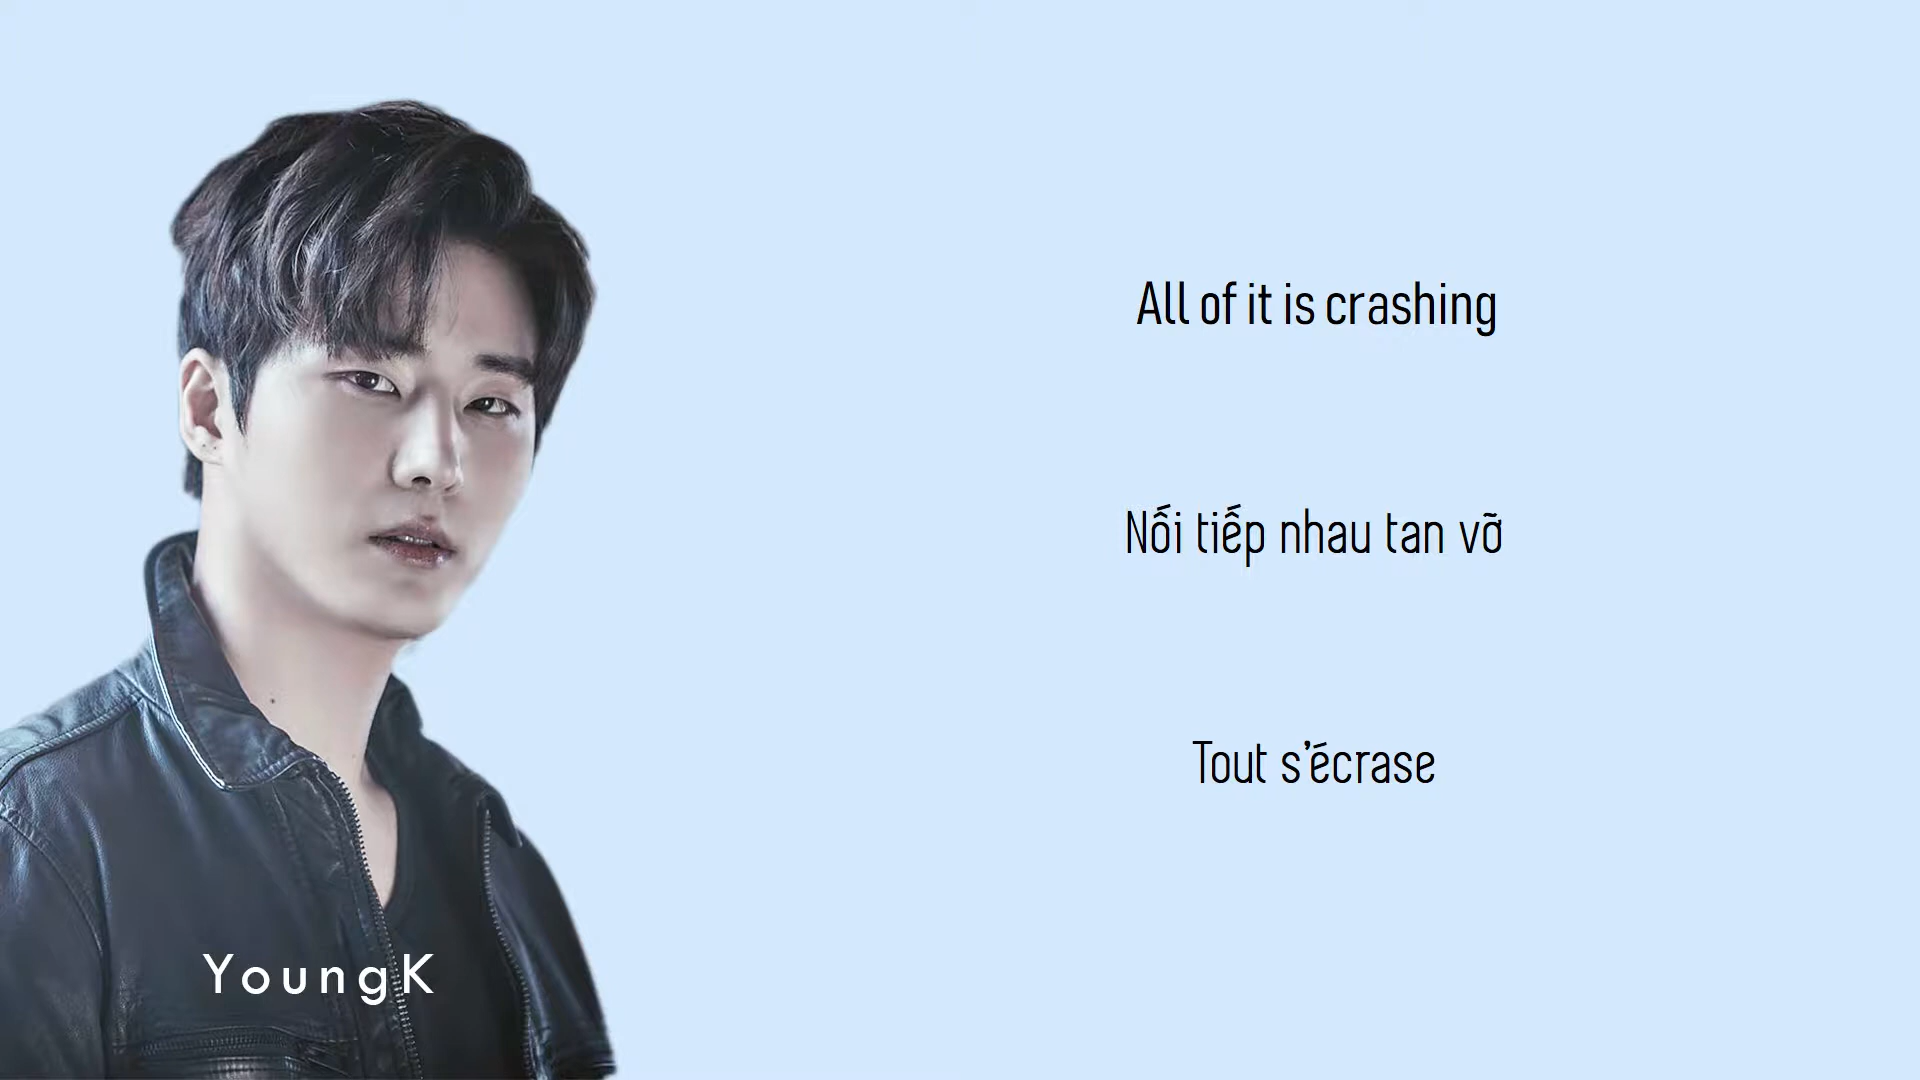 All of it is crashing
Nối tiếp nhau tan vỡ
Tout s'écrase
YoungK